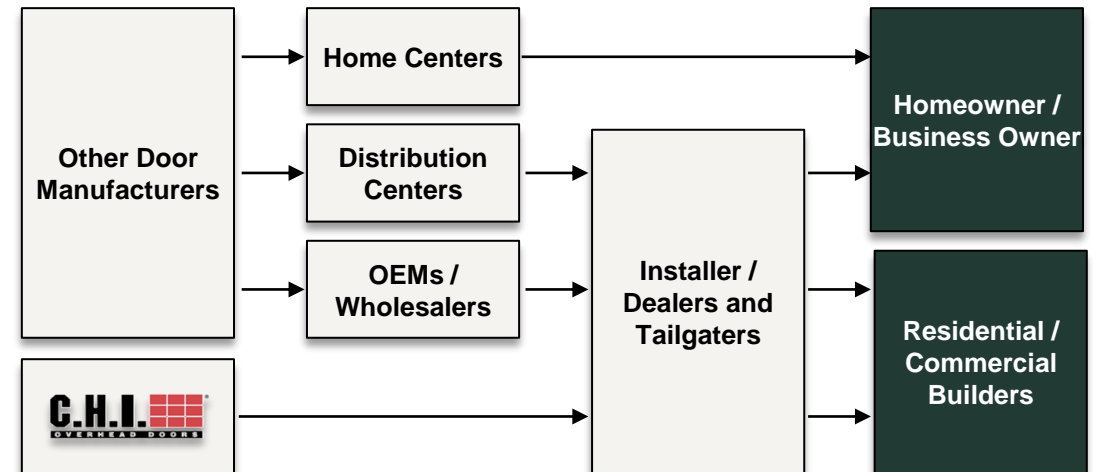 Other Door
Manufacturers
Home Centers
Distribution
Centers
OEMs /
Wholesalers
C.H.I.
OVERHEAD DOORS
Installer /
Dealers and
Tailgaters
Homeowner /
Business Owner
Residential /
Commercial
Builders